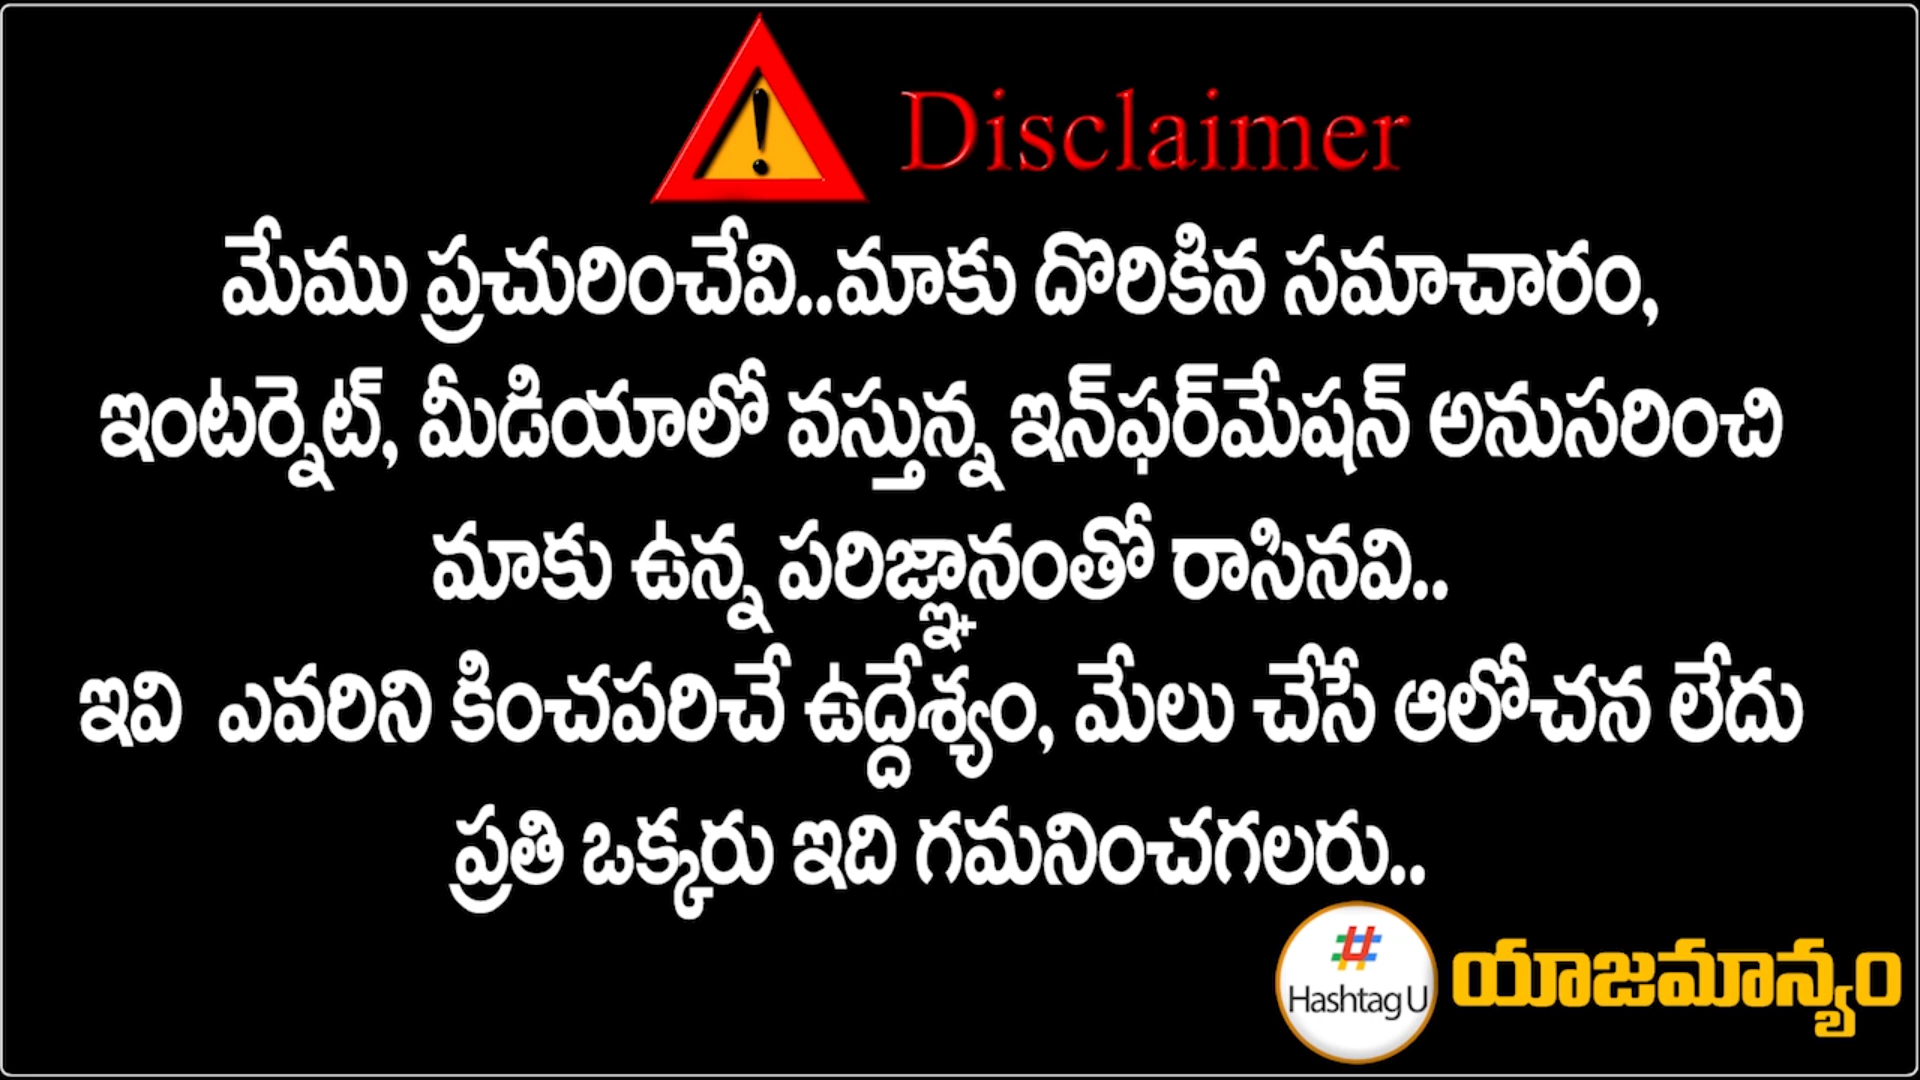 Disclaimer
మేము ప్రచురించేవి..మాకు దొరికిన సమాచారం,
ఇంటర్నెట్, మీడియాలో వస్తున్న ఇన్‌ఫర్‌మేషన్ అనుసరించి
మాకు ఉన్న పరిజ్ఞానంతో రాసినవి..
ఇవి ఎవరిని కించపరిచే ఉద్దేశ్యం, మేలు చేసే ఆలోచన లేదు
ప్రతి ఒక్కరు ఇది గమనించగలరు..
Hashtag U యాజమాన్యం